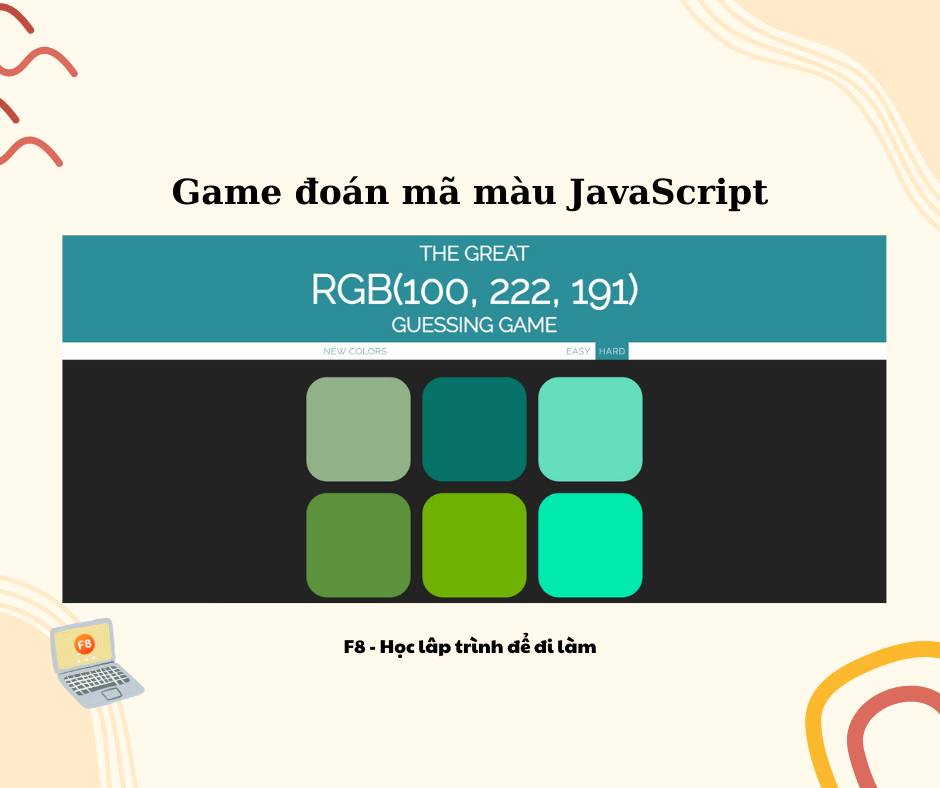 Game đoán mã màu JavaScript
THE GREAT
RGB(100, 222, 191)
GUESSING GAME
NEW COLORS EASY HARD
F8
F8 - Học lâp trình để đi làm